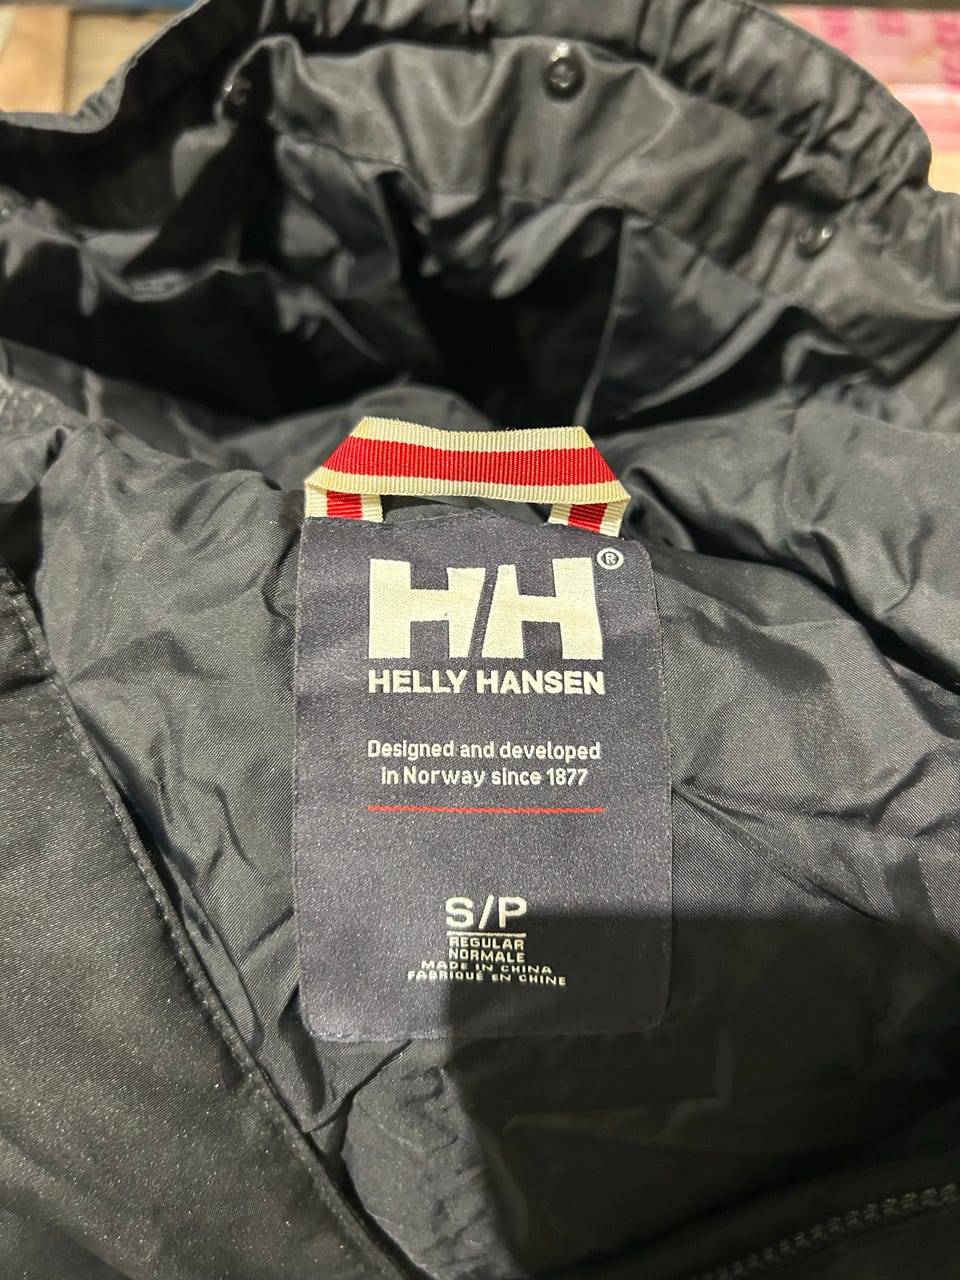 HH®
HELLY HANSEN
Designed and developed
in Norway since 1877
S/P
REGULAR
NORMALE
MADE IN CHINA
FABRIQUÉ EN CHINE